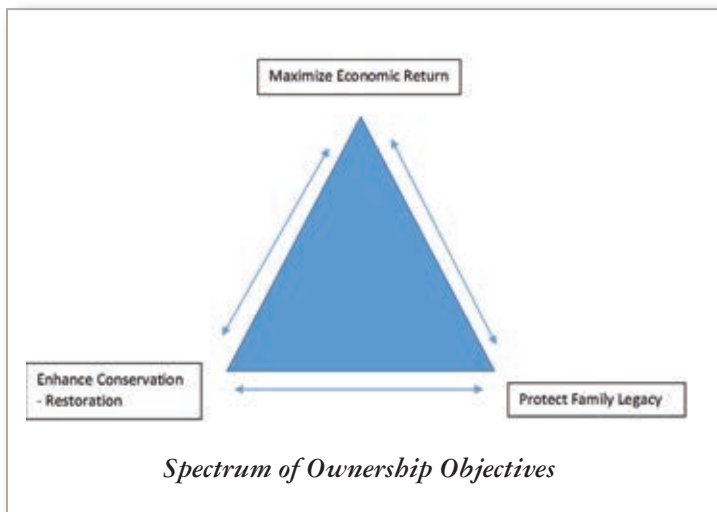 Maximize Economic Return
Enhance Conservation
- Restoration
Protect Family Legacy
Spectrum of Ownership Objectives